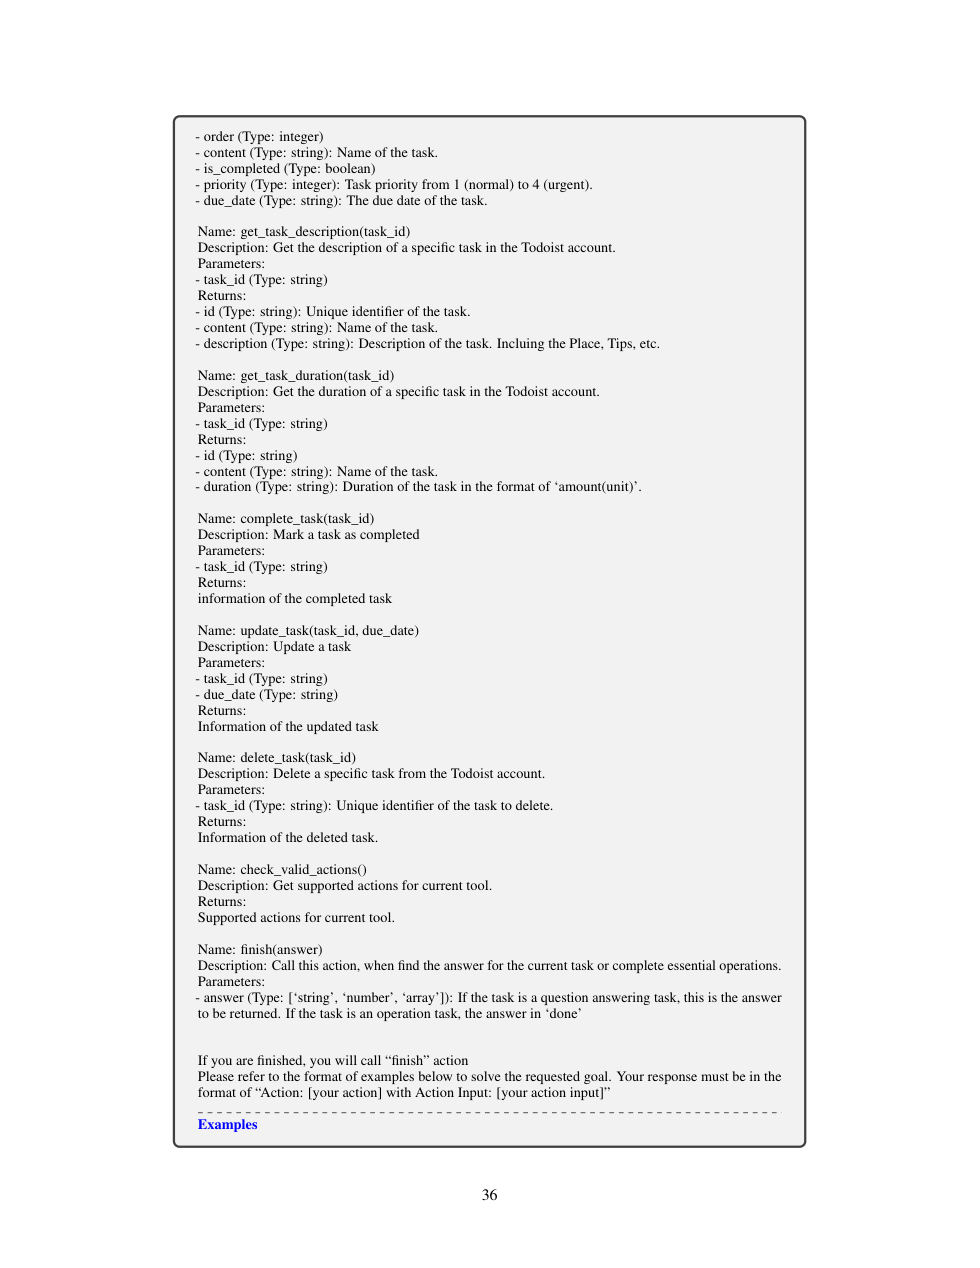 - order (Type: integer)
- content (Type: string): Name of the task.
- is_completed (Type: boolean)
- priority (Type: integer): Task priority from 1 (normal) to 4 (urgent).
- due_date (Type: string): The due date of the task.
Name: get_task_description(task_id)
Description: Get the description of a specific task in the Todoist account.
Parameters:
- task_id (Type: string)
Returns:
- id (Type: string): Unique identifier of the task.
- content (Type: string): Name of the task.
- description (Type: string): Description of the task. Incluing the Place, Tips, etc.
Name: get_task_duration(task_id)
Description: Get the duration of a specific task in the Todoist account.
Parameters:
- task_id (Type: string)
Returns:
- id (Type: string)
- content (Type: string): Name of the task.
- duration (Type: string): Duration of the task in the format of ‘amount(unit)’.
Name: complete_task(task_id)
Description: Mark a task as completed
Parameters:
- task_id (Type: string)
Returns:
information of the completed task
Name: update_task(task_id, due_date)
Description: Update a task
Parameters:
- task_id (Type: string)
- due_date (Type: string)
Returns:
Information of the updated task
Name: delete_task(task_id)
Description: Delete a specific task from the Todoist account.
Parameters:
- task_id (Type: string): Unique identifier of the task to delete.
Returns:
Information of the deleted task.
Name: check_valid_actions()
Description: Get supported actions for current tool.
Returns:
Supported actions for current tool.
Name: finish(answer)
Description: Call this action, when find the answer for the current task or complete essential operations.
Parameters:
- answer (Type: [‘string’, ‘number’, ‘array’]): If the task is a question answering task, this is the answer
to be returned. If the task is an operation task, the answer in ‘done’
If you are finished, you will call “finish” action
Please refer to the format of examples below to solve the requested goal. Your response must be in the
format of “Action: [your action] with Action Input: [your action input]”
Examples
36